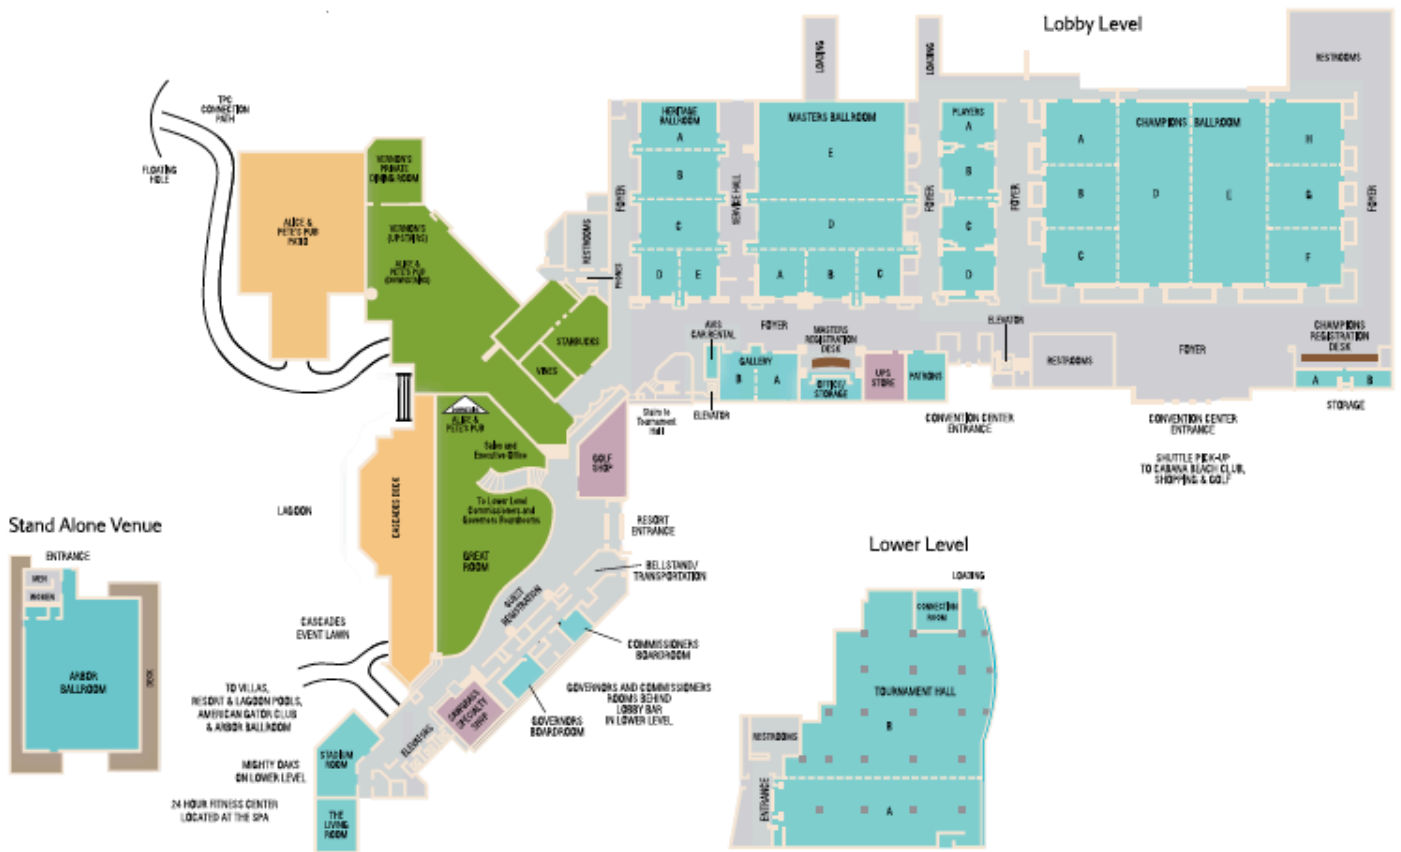 Lobby Level
LOADING
LOADING
RESTROOMS
TPC
CONNECTION
PATH
FLOATING
HOLE
VERNON'S
PRIVATE
DINING ROOM
ALICE &
PETE'S PUB
PATIO
VERNON'S
(UPSTAIRS)
ALICE &
PETE'S PUB
(DOWNSTAIRS)
RESTROOMS
PHONES
FOYER
HERITAGE
BALLROOM
A
B
C
D
E
SERVICE HALL
MASTERS BALLROOM
E
D
A
B
C
FOYER
PLAYERS
A
B
C
D
FOYER
CHAMPIONS BALLROOM
A
B
C
D
E
H
G
F
FOYER
STARBUCKS
VINES
AVIS
CAR RENTAL
FOYER
MASTERS
REGISTRATION
DESK
GALLERY
B
A
OFFICE/
STORAGE
UPS
STORE
PATRONS
ELEVATOR
RESTROOMS
FOYER
CHAMPIONS
REGISTRATION
DESK
A
B
STORAGE
Stairs to
Tournament
Hall
ELEVATOR
CONVENTION CENTER
ENTRANCE
CONVENTION CENTER
ENTRANCE
SHUTTLE PICK-UP
TO CABANA BEACH CLUB,
SHOPPING & GOLF
ALICE &
PETE'S PUB
Sales and
Executive Office
GOLF
SHOP
CASCADES DECK
To Lower Level
Commissioners and
Governors Boardrooms
GREAT
ROOM
LAGOON
RESORT
ENTRANCE
BELLSTAND/
TRANSPORTATION
GUEST
REGISTRATION
COMMISSIONERS
BOARDROOM
GOVERNORS AND COMMISSIONERS
ROOMS BEHIND
LOBBY BAR
IN LOWER LEVEL
GOVERNORS
BOARDROOM
SAWGRASS
SPECIALTY
SHOP
ELEVATORS
CASCADES
EVENT LAWN
TO VILLAS,
RESORT & LAGOON POOLS,
AMERICAN GATOR CLUB
& ARBOR BALLROOM
STADIUM
ROOM
MIGHTY OAKS
ON LOWER LEVEL
24 HOUR FITNESS CENTER
LOCATED AT THE SPA
THE
LIVING
ROOM
Stand Alone Venue
ENTRANCE
MEN
WOMEN
ARBOR
BALLROOM
DECK
Lower Level
LOADING
CONNECTION
ROOM
TOURNAMENT HALL
B
RESTROOMS
ENTRANCE
A